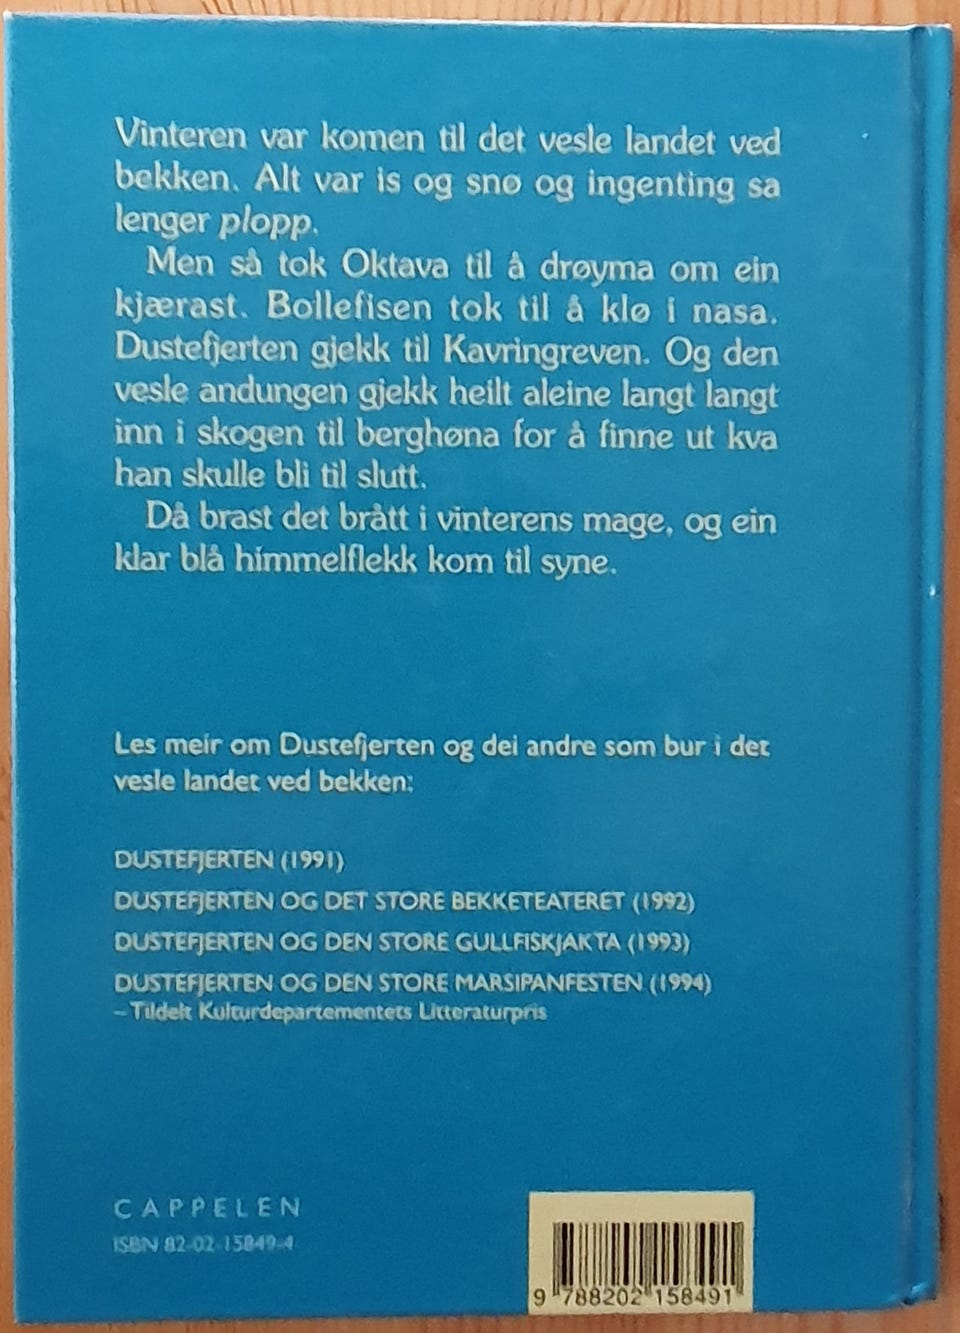 Vinteren var komen til det vesle landet ved
bekken. Alt var is og snø og ingenting sa
lenger plopp.
Men så tok Oktava til å drøyma om ein
kjærast. Bollefisen tok til å klø i nasa.
Dustefjerten gjekk til Kavringreven. Og den
vesle andungen gjekk heilt aleine langt langt
inn i skogen til berghøna for å finne ut kva
han skulle bli til slutt.
Då brast det brått i vinterens mage, og ein
klar blå himmelflekk kom til syne.
Les meir om Dustefjerten og dei andre som bur i det
vesle landet ved bekken:
DUSTEFJERTEN (1991)
DUSTEFJERTEN OG DET STORE BEKKETEATERET (1992)
DUSTEFJERTEN OG DEN STORE GULLFISKJAKTA (1993)
DUSTEFJERTEN OG DEN STORE MARSIPANFESTEN (1994)
– Tildelt Kulturdepartementets Litteraturpris
CAPPELEN
ISBN 82-02-15849-4
9 788202 158491